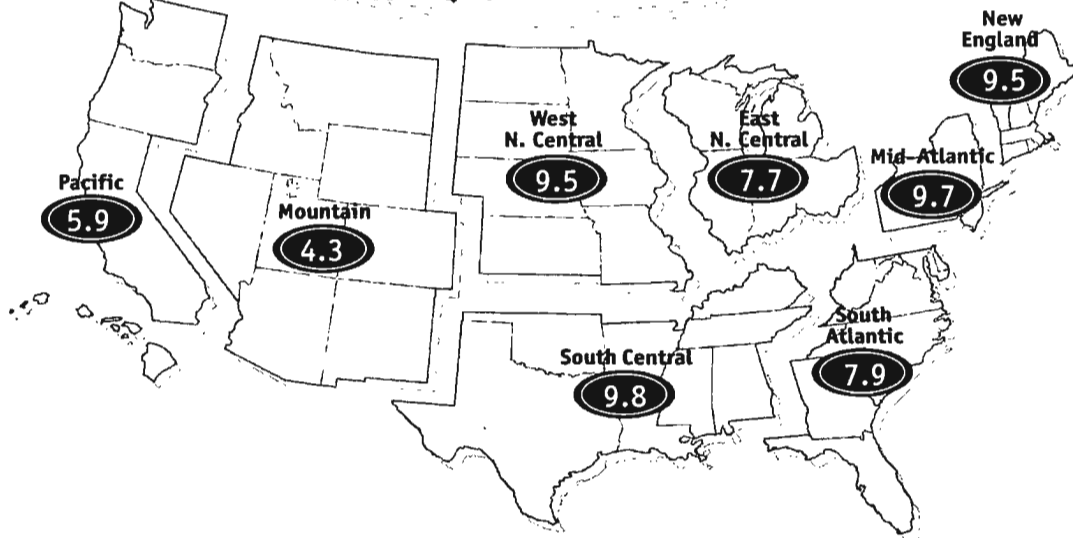 New
England
9.5
West
N. Central
9.5
East
N. Central
7.7
Mid-Atlantic
9.7
Pacific
5.9
Mountain
4.3
South
Atlantic
7.9
South Central
9.8